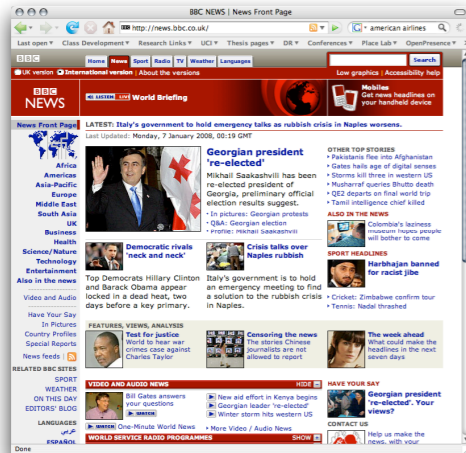 BBC NEWS | News Front Page
http://news.bbc.co.uk/
american airlines
Last open ▾ Class Development ▾ Research Links ▾ UCI ▾ Thesis pages ▾ DR ▾ Conferences ▾ Place Lab ▾ OpenPresence ▾
BBC
Home News Sport Radio TV Weather Languages
Search
UK version International version | About the versions
Low graphics | Accessibility help
BBC
NEWS
LISTEN LIVE World Briefing
Mobiles
Get news headlines on
your handheld device
News Front Page
Africa
Americas
Asia-Pacific
Europe
Middle East
South Asia
UK
Business
Health
Science/Nature
Technology
Entertainment
Also in the news
Video and Audio
Have Your Say
In Pictures
Country Profiles
Special Reports
News feeds
RELATED BBC SITES
SPORT
WEATHER
ON THIS DAY
EDITORS' BLOG
LANGUAGES
عربي
ESPAÑOL
LATEST: Italy's government to hold emergency talks as rubbish crisis in Naples worsens.
Last Updated: Monday, 7 January 2008, 00:19 GMT
Georgian president
're-elected'
Mikhail Saakashvili has been
re-elected president of
Georgia, preliminary official
election results suggest.
In pictures: Georgian protests
Q&A: Georgian election
Profile: Mikhail Saakashvili
Democratic rivals
'neck and neck'
Top Democrats Hillary Clinton
and Barack Obama appear
locked in a dead heat, two
days before a key primary.
Crisis talks over
Naples rubbish
Italy's government is to hold
an emergency meeting to find
a solution to the rubbish crisis
in Naples.
OTHER TOP STORIES
Pakistanis flee into Afghanistan
Gates hails age of digital senses
Storms kill three in western US
Musharraf queries Bhutto death
QE2 departs on final world trip
Tamil intelligence chief killed
ALSO IN THE NEWS
Colombia's laziness
museum hopes people
will bother to come
SPORT HEADLINES
Harbhajan banned
for racist jibe
Cricket: Zimbabwe confirm tour
Tennis: Nadal thrashed
FEATURES, VIEWS, ANALYSIS
Test for justice
World to hear war
crimes case against
Charles Taylor
Censoring the news
The stories Chinese
journalists are not
allowed to report
The week ahead
What could make the
headlines in the next
seven days
VIDEO AND AUDIO NEWS
HIDE
Bill Gates answers
your questions
WATCH
WATCH One-Minute World News
New aid effort in Kenya begins
Georgian leader 're-elected'
Winter storm hits western US
More Video / Audio News
WORLD SERVICE RADIO PROGRAMMES
SHOW
HAVE YOUR SAY
Georgian president
're-elected'. Your
views?
CONTACT US
Help us make the
news, with your
Done